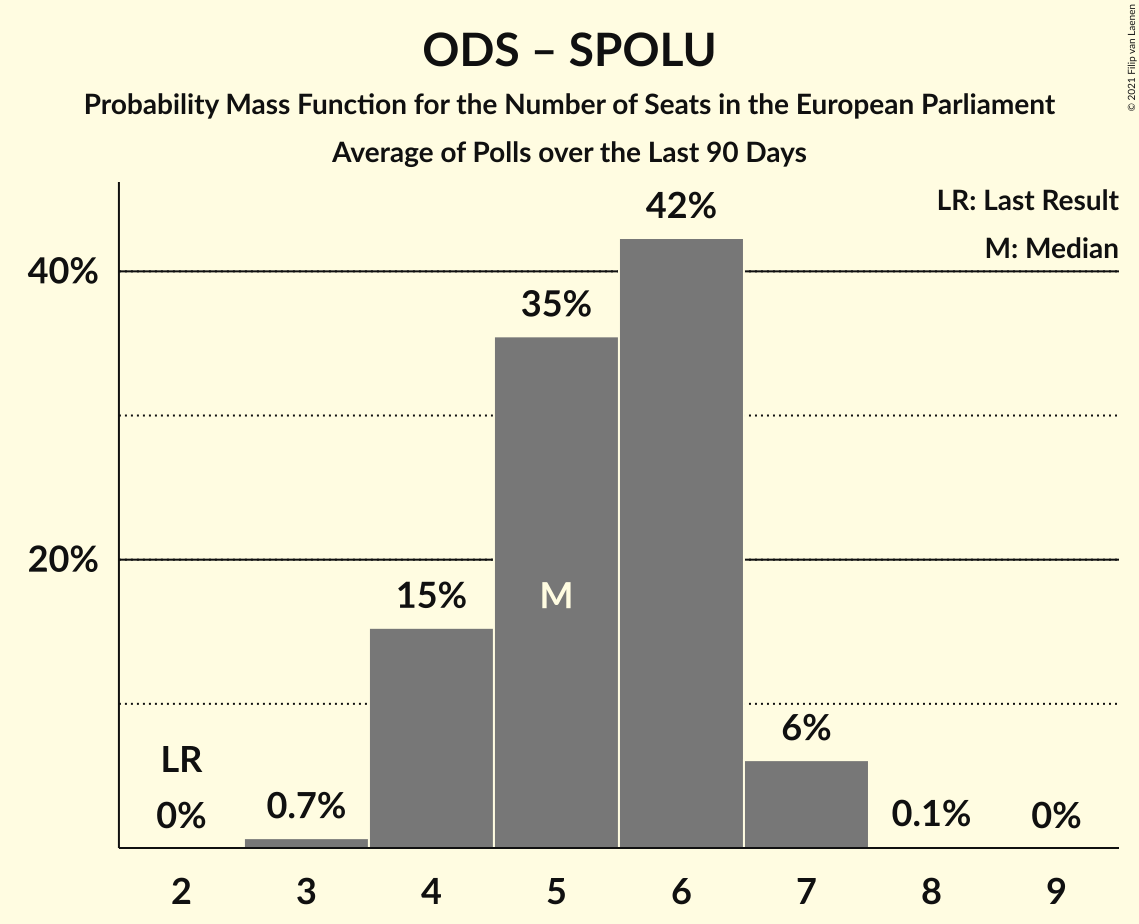 ODS – SPOLU
Probability Mass Function for the Number of Seats in the European Parliament
Average of Polls over the Last 90 Days
© 2021 Filip van Laenen
LR: Last Result
M: Median
42%
40%
35%
20%
15%
M
6%
LR
0%
0.7%
0.1%
0%
2 3 4 5 6 7 8 9